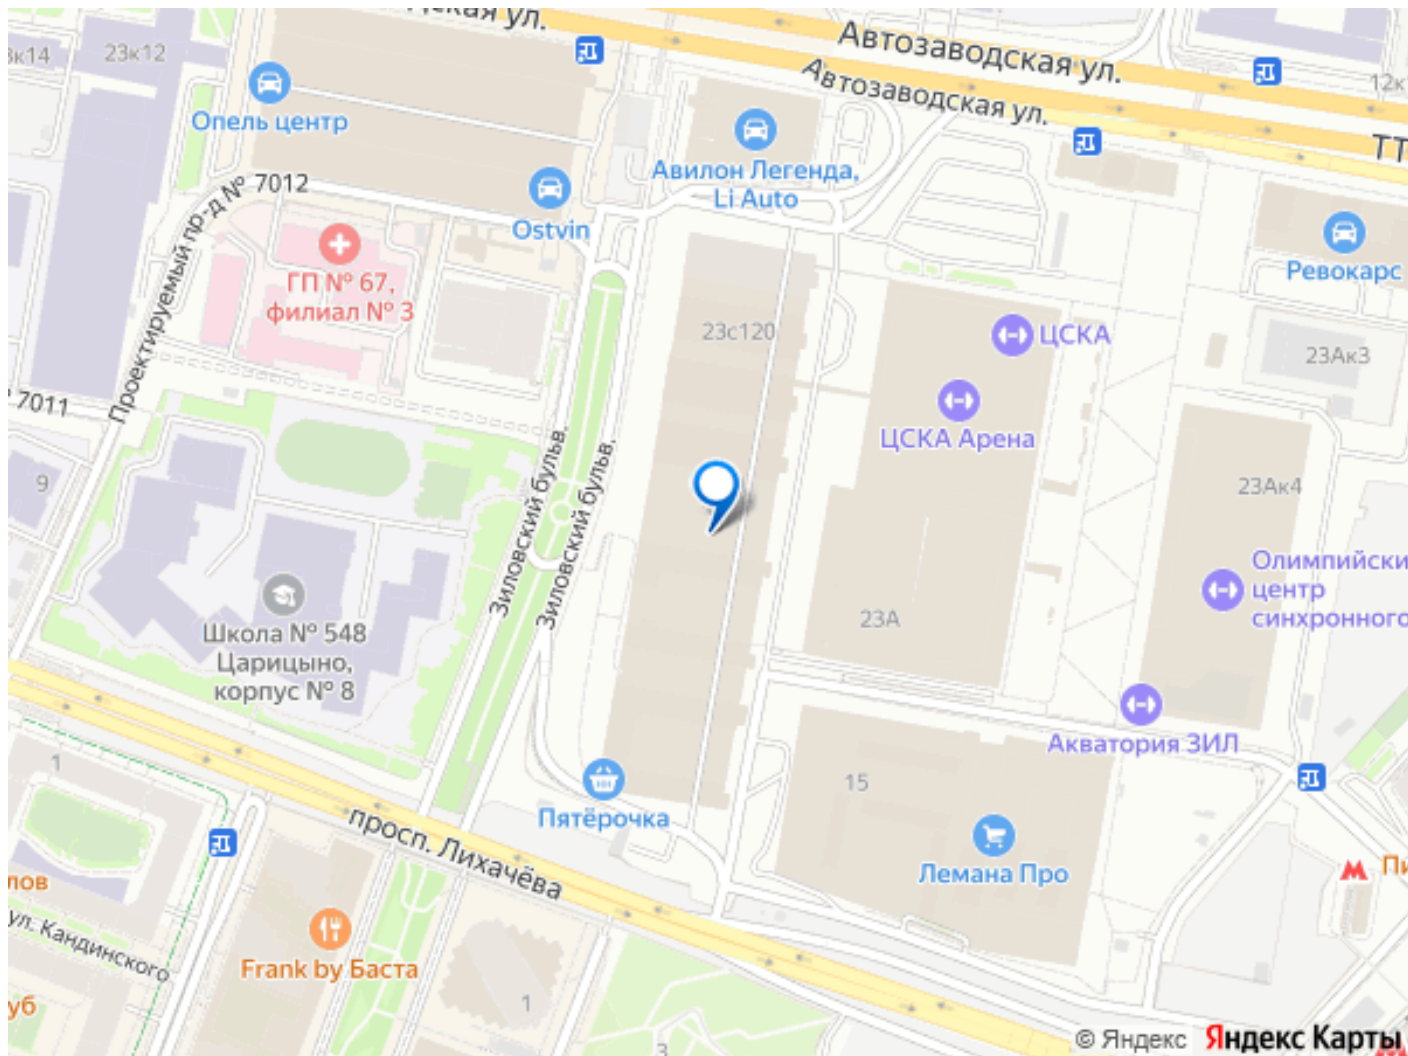 Автозаводская ул.
Автозаводская ул.
23к12
Опель центр
Авилон Легенда,
Li Auto
Ostvin
Проектируемый пр-д № 7012
ГП № 67,
филиал № 3
Ревокарс
23с120
ЦСКА
23Ак3
ЦСКА Арена
7011
9
Зиловский бульв.
Зиловский бульв.
23Ак4
Олимпийски
центр
синхронного
23А
Школа № 548
Царицыно,
корпус № 8
Акватория ЗИЛ
1
15
Пятёрочка
просп. Лихачёва
Лемана Про
ул. Кандинского
Frank by Баста
1
3
© Яндекс Яндекс Карты